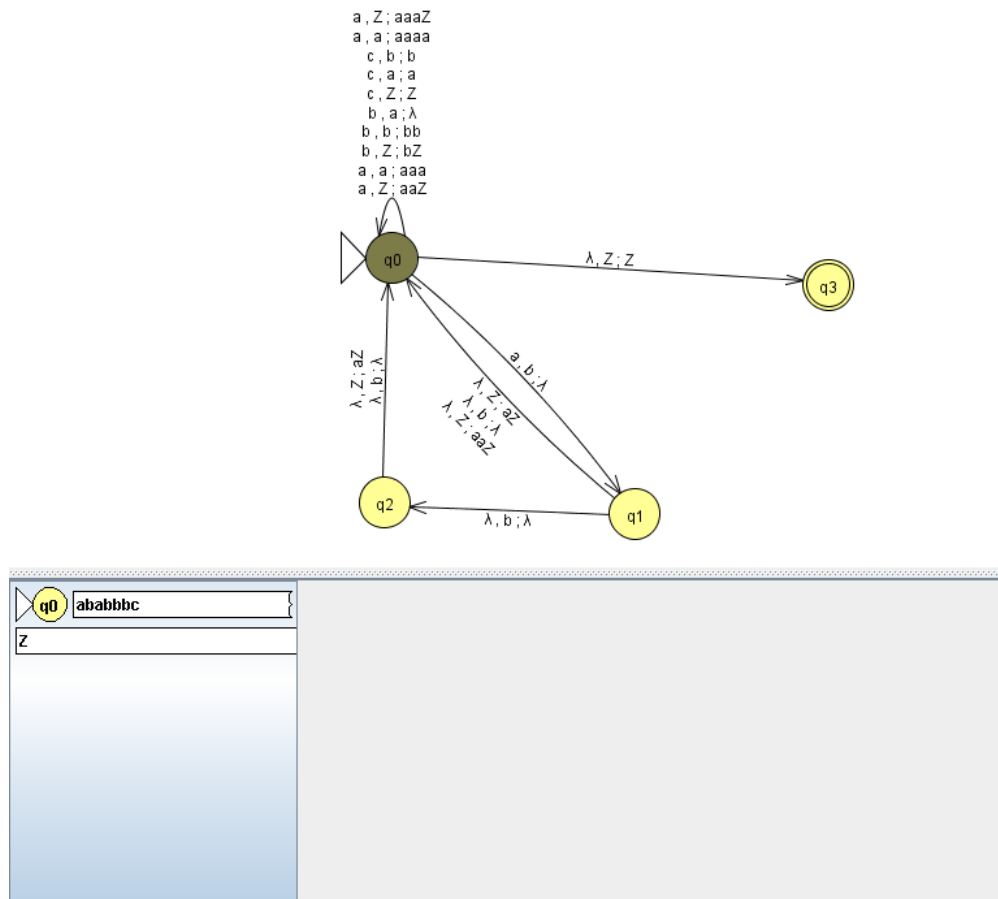 a , Z ; aaaZ
a , a ; aaaa
c , b ; b
c , a ; a
c , Z ; Z
b , a ; λ
b , b ; bb
b , Z ; bZ
a , a ; aaa
a , Z ; aaZ
q0
λ , Z ; Z
q3
a , b ; λ
λ , Z ; aZ
λ , b ; λ
λ , Z ; aZ
λ , b ; λ
λ , Z ; aaZ
q2
λ , b ; λ
q1
q0
ababbbc
Z